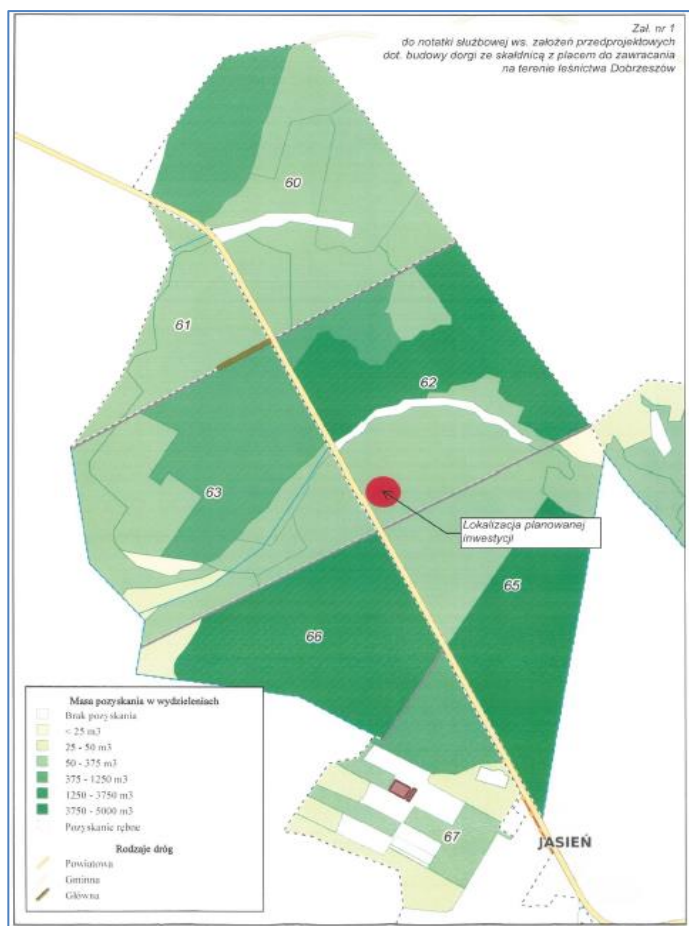 Zał. nr 1
do notatki służbowej ws. założeń przedprojektowych
dot. budowy dorgi ze skałdnicą z placem do zawracania
na terenie leśnictwa Dobrzeszów
60
61
62
63
Lokalizacja planowanej
inwestycji
65
66
67
JASIEŃ
Masa pozyskania w wydzieleniach
Brak pozyskania
< 25 m3
25 - 50 m3
50 - 375 m3
375 - 1250 m3
1250 - 3750 m3
3750 - 5000 m3
Pozyskanie rębne
Rodzaje dróg
Powiatowa
Gminna
Główna